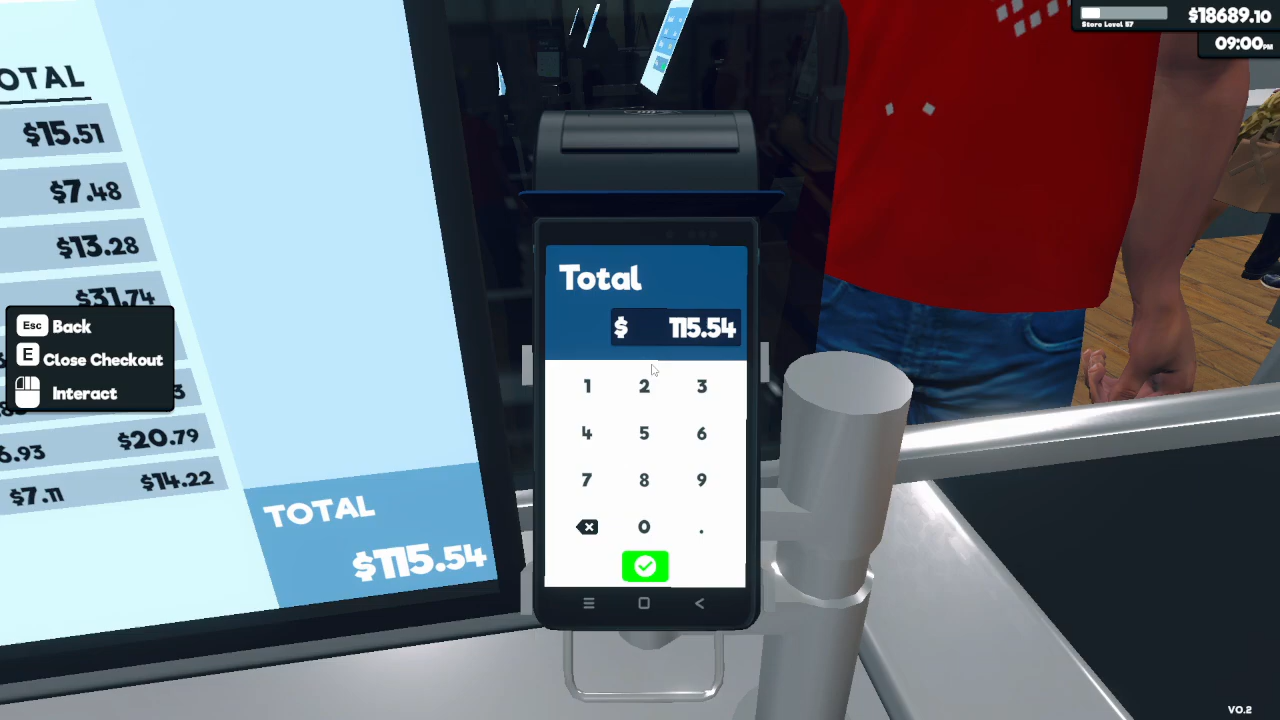 OTAL
$15.51
$7.48
$13.28
$31.74
3
6.93 $20.79
$7.11 $14.22
TOTAL
$115.54
Esc Back
E Close Checkout
Interact
Total
$ 115.54
1 2 3
4 5 6
7 8 9
0 .
$18689.10
Store Level 57
09:00PM
V0.2